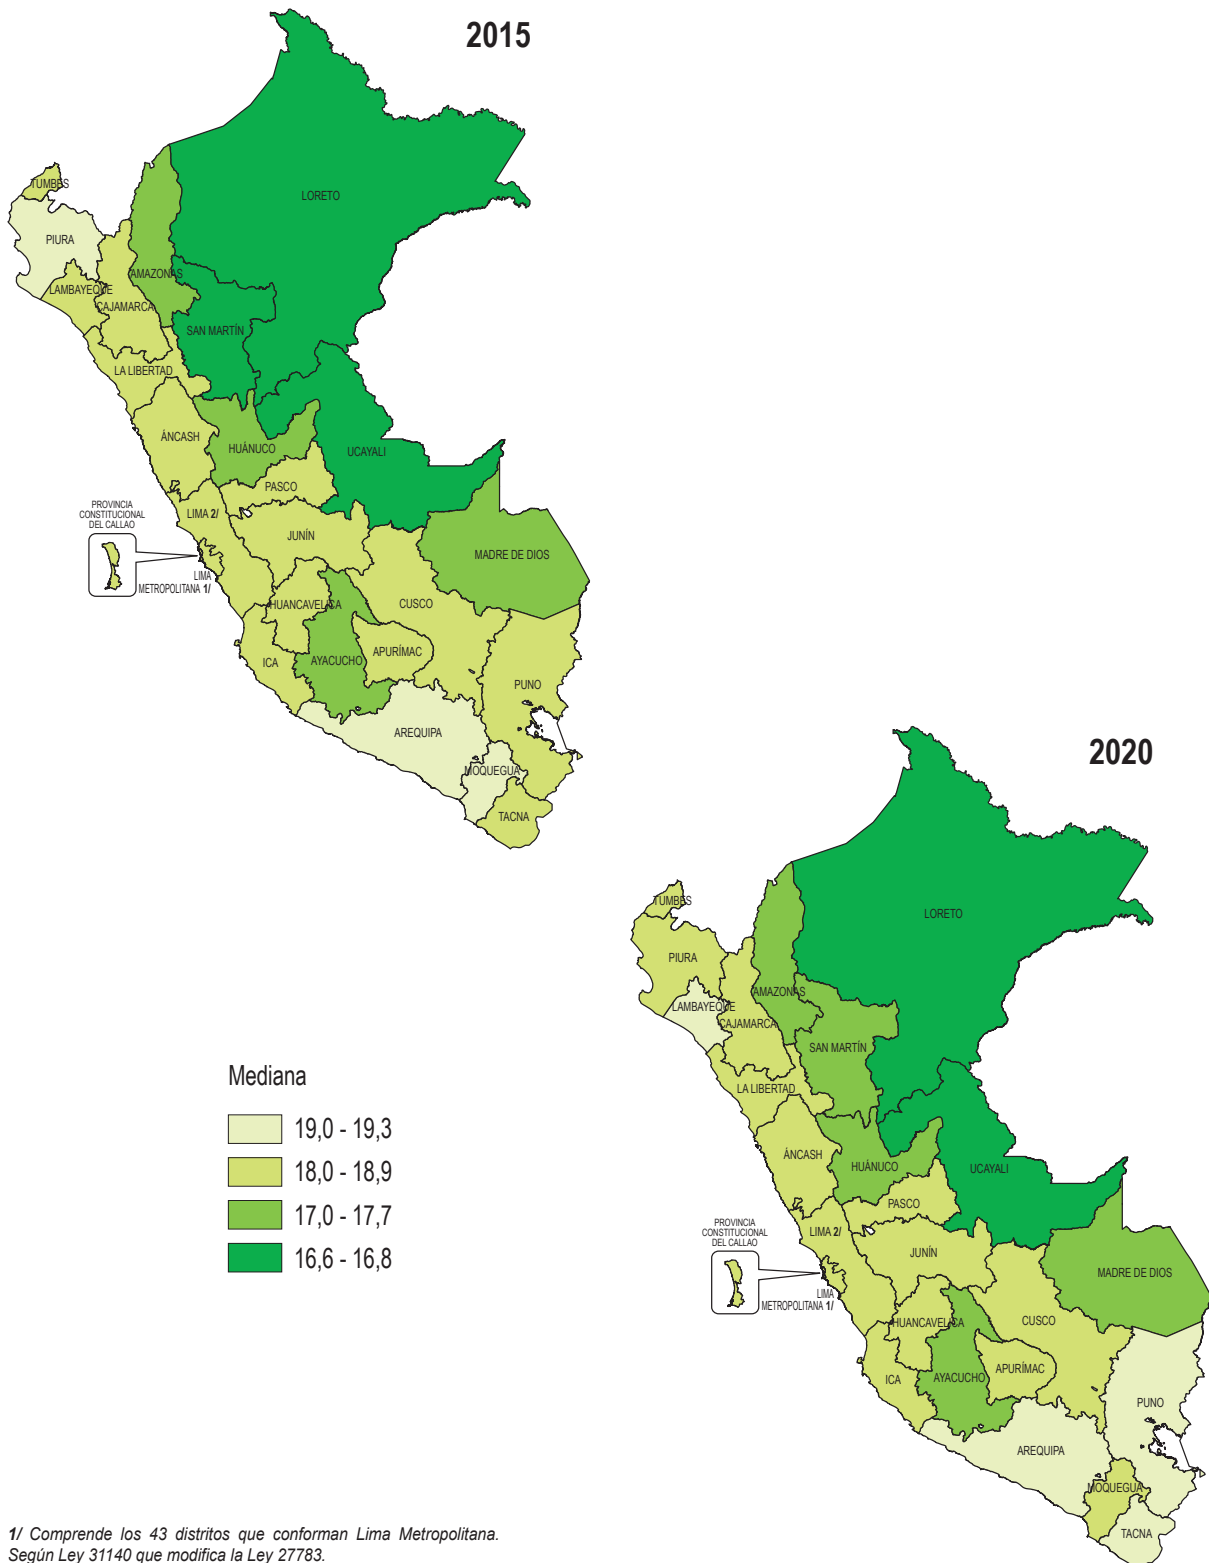 2015
LORETO
TUMBES
PIURA
AMAZONAS
LAMBAYEQUE
CAJAMARCA
SAN MARTÍN
LA LIBERTAD
ÁNCASH
HUÁNUCO
UCAYALI
PASCO
PROVINCIA
CONSTITUCIONAL
DEL CALLAO
LIMA 2/
JUNÍN
MADRE DE DIOS
LIMA
METROPOLITANA 1/
HUANCAVELICA
CUSCO
APURÍMAC
ICA
AYACUCHO
PUNO
AREQUIPA
MOQUEGUA
TACNA
2020
LORETO
TUMBES
PIURA
AMAZONAS
LAMBAYEQUE
CAJAMARCA
SAN MARTÍN
LA LIBERTAD
ÁNCASH
HUÁNUCO
UCAYALI
PASCO
PROVINCIA
CONSTITUCIONAL
DEL CALLAO
LIMA 2/
JUNÍN
MADRE DE DIOS
LIMA
METROPOLITANA 1/
HUANCAVELICA
CUSCO
APURÍMAC
ICA
AYACUCHO
PUNO
AREQUIPA
MOQUEGUA
TACNA
Mediana
19,0 - 19,3
18,0 - 18,9
17,0 - 17,7
16,6 - 16,8
1/ Comprende los 43 distritos que conforman Lima Metropolitana.
Según Ley 31140 que modifica la Ley 27783.